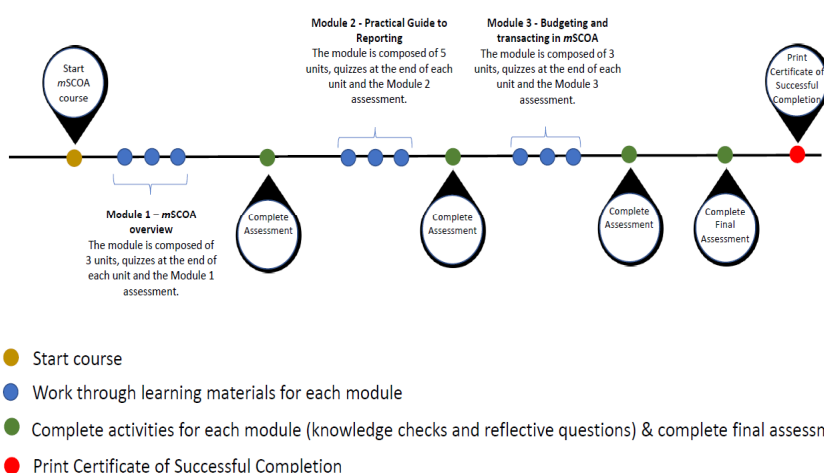 Start
mSCOA
course
Module 1 – mSCOA
overview
The module is composed of
3 units, quizzes at the end of
each unit and the Module 1
assessment.
Complete
Assessment
Module 2 - Practical Guide to
Reporting
The module is composed of 5
units, quizzes at the end of each
unit and the Module 2
assessment.
Complete
Assessment
Module 3 - Budgeting and
transacting in mSCOA
The module is composed of 3
units, quizzes at the end of each
unit and the Module 3
assessment.
Complete
Assessment
Complete
Final
Assessment
Print
Certificate of
Successful
Completion
Start course
Work through learning materials for each module
Complete activities for each module (knowledge checks and reflective questions) & complete final assessm
Print Certificate of Successful Completion